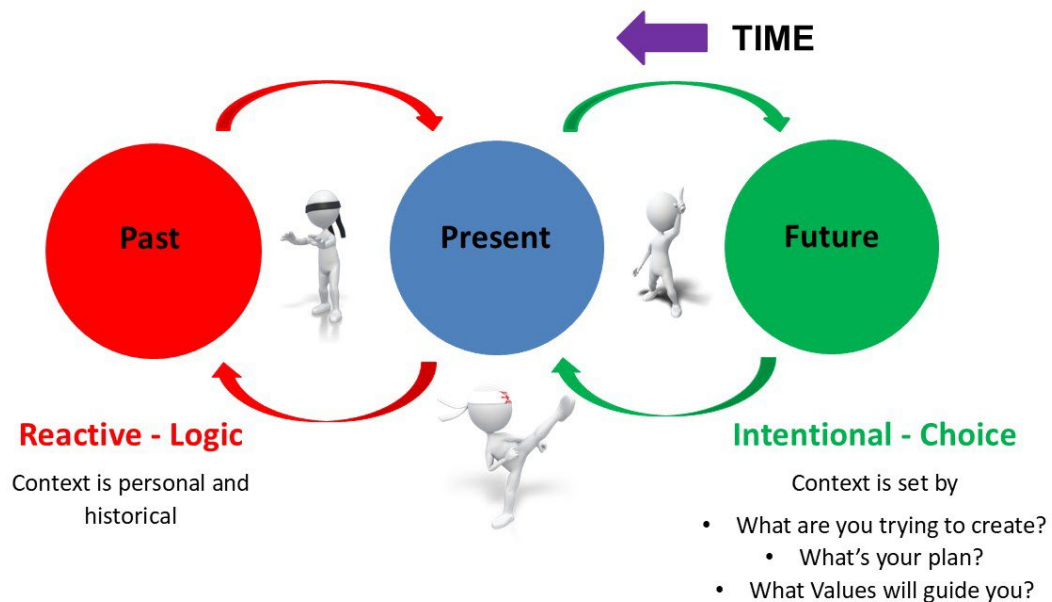 TIME
Past
Present
Future
Reactive - Logic
Context is personal and
historical
Intentional - Choice
Context is set by
• What are you trying to create?
• What’s your plan?
• What Values will guide you?